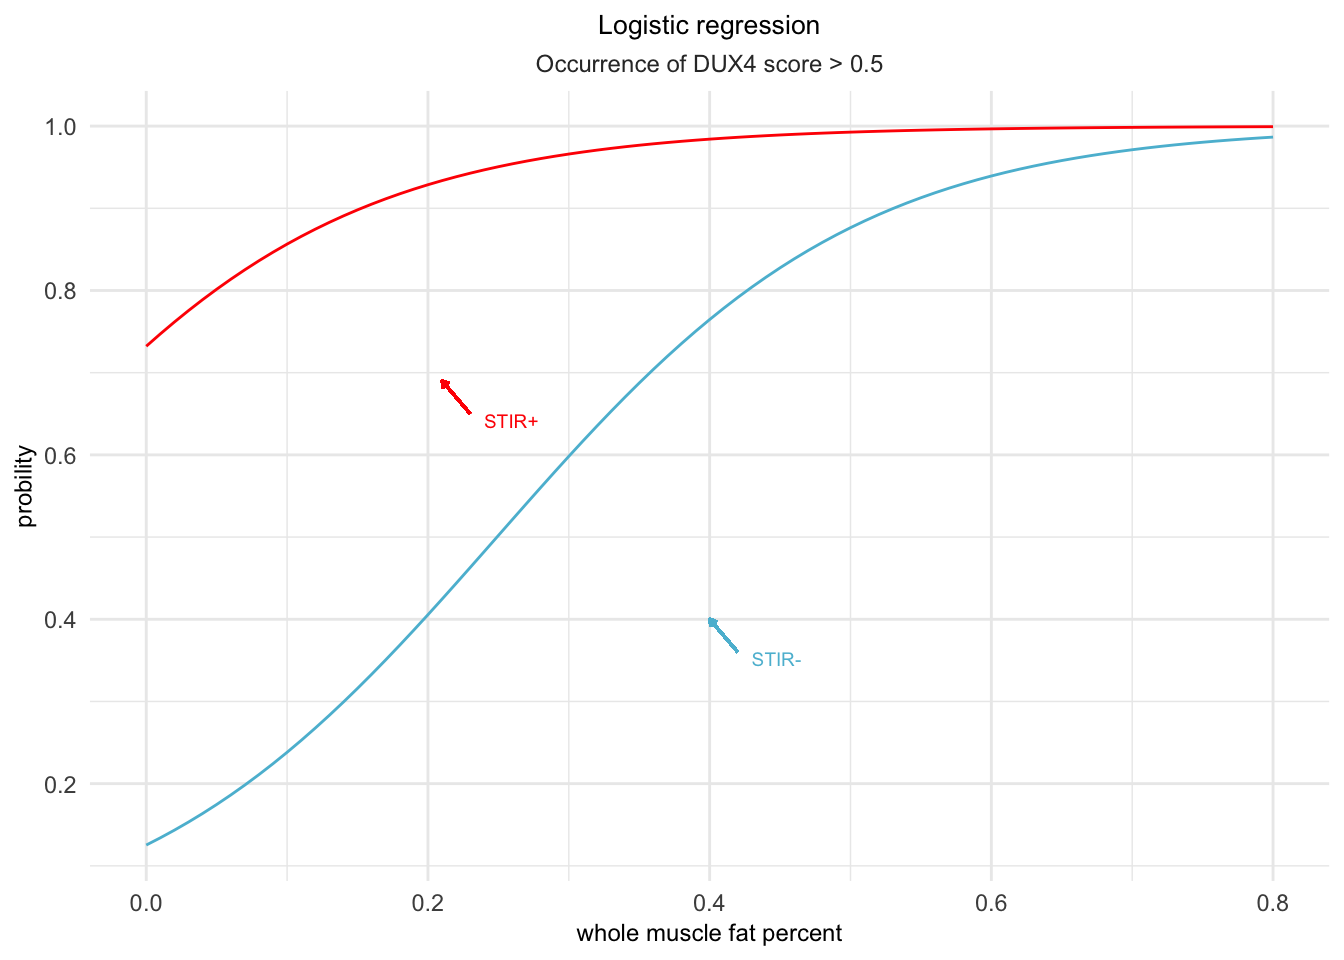 Logistic regression
Occurrence of DUX4 score > 0.5
1.0
0.8
0.6
0.4
0.2
probility
STIR+
STIR-
0.0 0.2 0.4 0.6 0.8
whole muscle fat percent